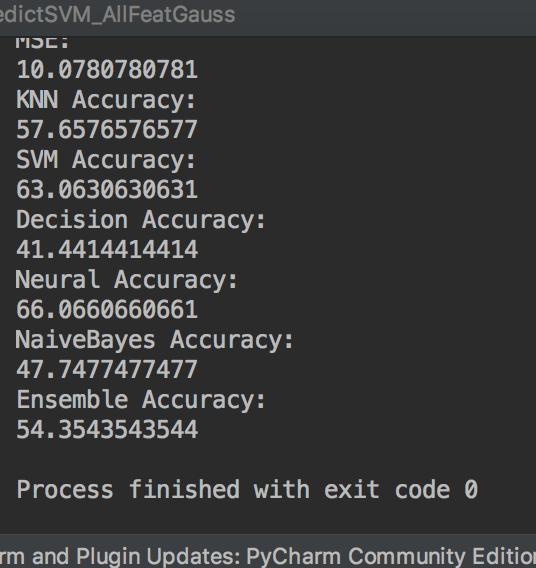 edictSVM_AllFeatGauss
MSE:
10.0780780781
KNN Accuracy:
57.6576576577
SVM Accuracy:
63.0630630631
Decision Accuracy:
41.4414414414
Neural Accuracy:
66.0660660661
NaiveBayes Accuracy:
47.7477477477
Ensemble Accuracy:
54.3543543544
Process finished with exit code 0
rm and Plugin Updates: PyCharm Community Edition